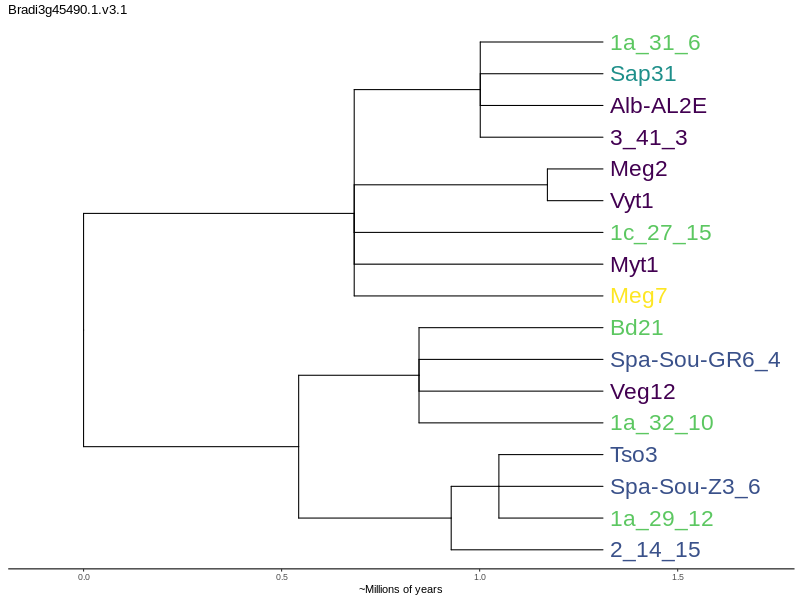 Bradi3g45490.1.v3.1
1a_31_6
Sap31
Alb-AL2E
3_41_3
Meg2
Vyt1
1c_27_15
Myt1
Meg7
Bd21
Spa-Sou-GR6_4
Veg12
1a_32_10
Tso3
Spa-Sou-Z3_6
1a_29_12
2_14_15
0.0 0.5 1.0 1.5
~Millions of years